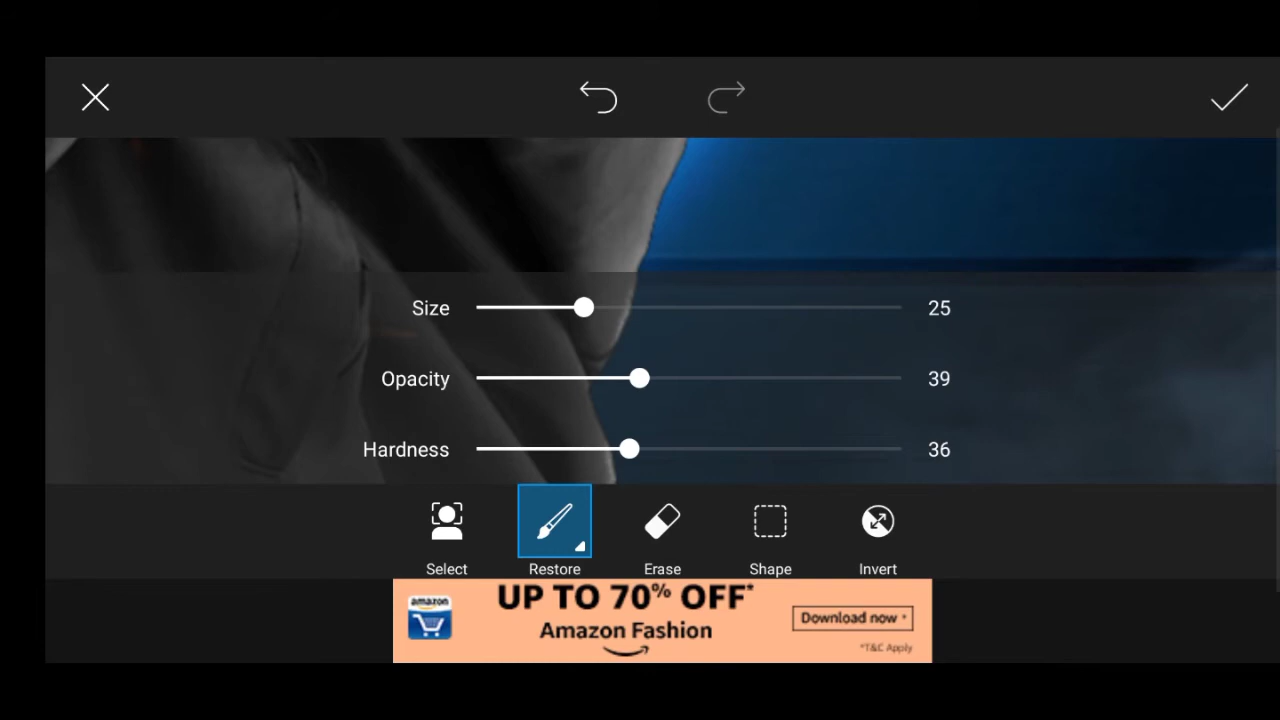 Size 25
Opacity 39
Hardness 36
Select Restore Erase Shape Invert
amazon
UP TO 70% OFF*
Amazon Fashion
Download now *
*T&C Apply